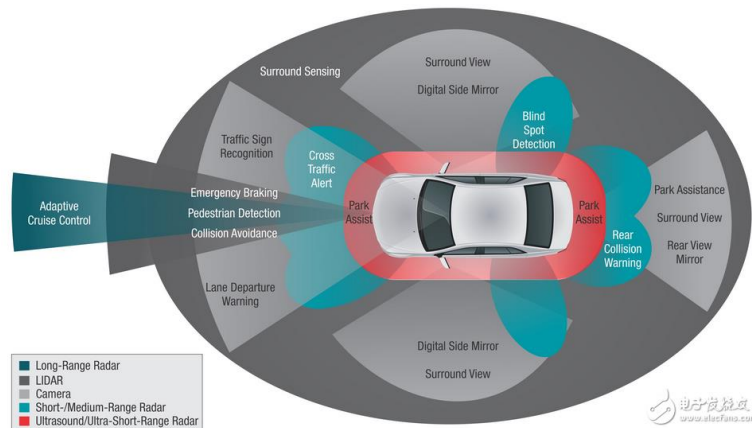 Surround Sensing
Surround View
Digital Side Mirror
Blind
Spot
Detection
Traffic Sign
Recognition
Cross
Traffic
Alert
Adaptive
Cruise Control
Emergency Braking
Pedestrian Detection
Collision Avoidance
Park
Assist
Park
Assist
Park Assistance
Surround View
Rear View
Mirror
Rear
Collision
Warning
Lane Departure
Warning
Digital Side Mirror
Surround View
Long-Range Radar
LIDAR
Camera
Short-/Medium-Range Radar
Ultrasound/Ultra-Short-Range Radar
电子发烧友
www.elecfans.com